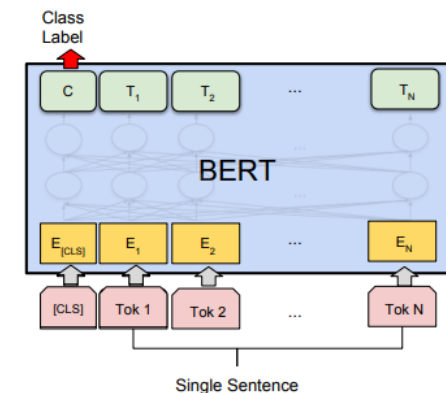 Class
Label
C T1 T2 ... TN
...
BERT
...
E[CLS] E1 E2 ... EN
[CLS] Tok 1 Tok 2 ... Tok N
Single Sentence